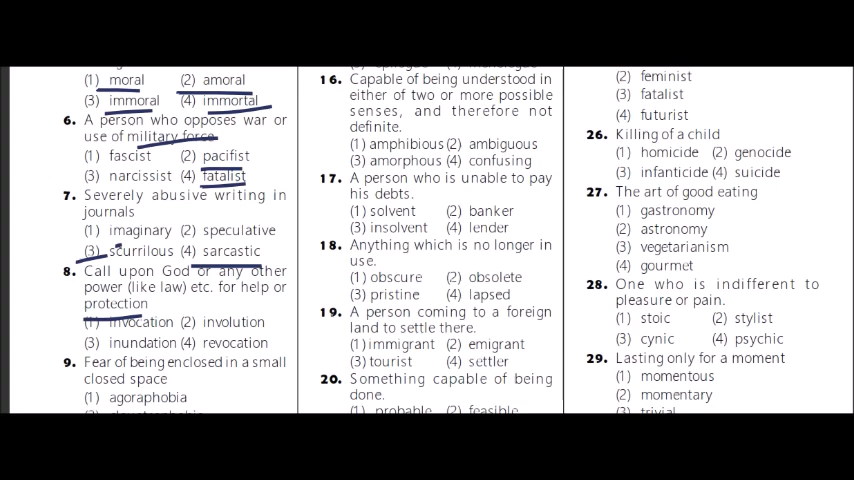 (1) moral (2) amoral
(3) immoral (4) immortal
6. A person who opposes war or
use of military force
(1) fascist (2) pacifist
(3) narcissist (4) fatalist
7. Severely abusive writing in
journals
(1) imaginary (2) speculative
(3) scurrilous (4) sarcastic
8. Call upon God or any other
power (like law) etc. for help or
protection
(1) invocation (2) involution
(3) inundation (4) revocation
9. Fear of being enclosed in a small
closed space
(1) agoraphobia
16. Capable of being understood in
either of two or more possible
senses, and therefore not
definite.
(1) amphibious (2) ambiguous
(3) amorphous (4) confusing
17. A person who is unable to pay
his debts.
(1) solvent (2) banker
(3) insolvent (4) lender
18. Anything which is no longer in
use.
(1) obscure (2) obsolete
(3) pristine (4) lapsed
19. A person coming to a foreign
land to settle there.
(1) immigrant (2) emigrant
(3) tourist (4) settler
20. Something capable of being
done.
(1) probable (2) feasible
(2) feminist
(3) fatalist
(4) futurist
26. Killing of a child
(1) homicide (2) genocide
(3) infanticide (4) suicide
27. The art of good eating
(1) gastronomy
(2) astronomy
(3) vegetarianism
(4) gourmet
28. One who is indifferent to
pleasure or pain.
(1) stoic (2) stylist
(3) cynic (4) psychic
29. Lasting only for a moment
(1) momentous
(2) momentary
(3) trivial